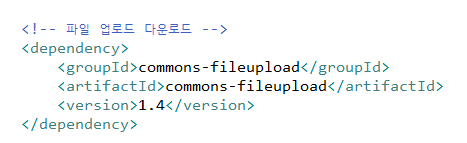 <!-- 파일 업로드 다운로드 -->
<dependency>
    <groupId>commons-fileupload</groupId>
    <artifactId>commons-fileupload</artifactId>
    <version>1.4</version>
</dependency>